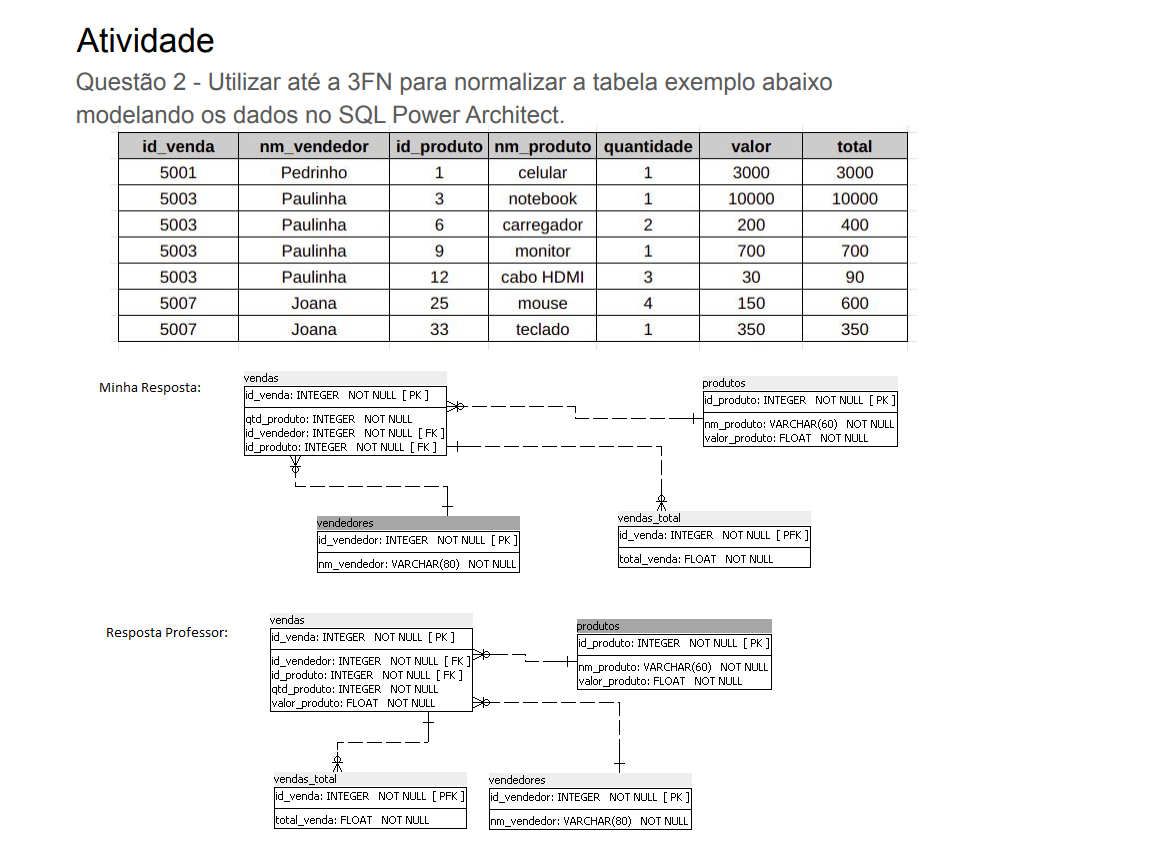 Atividade
Questão 2 - Utilizar até a 3FN para normalizar a tabela exemplo abaixo
modelando os dados no SQL Power Architect.
id_venda nm_vendedor id_produto nm_produto quantidade valor total
5001 Pedrinho 1 celular 1 3000 3000
5003 Paulinha 3 notebook 1 10000 10000
5003 Paulinha 6 carregador 2 200 400
5003 Paulinha 9 monitor 1 700 700
5003 Paulinha 12 cabo HDMI 3 30 90
5007 Joana 25 mouse 4 150 600
5007 Joana 33 teclado 1 350 350
Minha Resposta:
vendas
id_venda: INTEGER NOT NULL [ PK ]
qtd_produto: INTEGER NOT NULL
id_vendedor: INTEGER NOT NULL [ FK ]
id_produto: INTEGER NOT NULL [ FK ]
produtos
id_produto: INTEGER NOT NULL [ PK ]
nm_produto: VARCHAR(60) NOT NULL
valor_produto: FLOAT NOT NULL
vendedores
id_vendedor: INTEGER NOT NULL [ PK ]
nm_vendedor: VARCHAR(80) NOT NULL
vendas_total
id_venda: INTEGER NOT NULL [ PFK ]
total_venda: FLOAT NOT NULL
Resposta Professor:
vendas
id_venda: INTEGER NOT NULL [ PK ]
id_vendedor: INTEGER NOT NULL [ FK ]
id_produto: INTEGER NOT NULL [ FK ]
qtd_produto: INTEGER NOT NULL
valor_produto: FLOAT NOT NULL
produtos
id_produto: INTEGER NOT NULL [ PK ]
nm_produto: VARCHAR(60) NOT NULL
valor_produto: FLOAT NOT NULL
vendas_total
id_venda: INTEGER NOT NULL [ PFK ]
total_venda: FLOAT NOT NULL
vendedores
id_vendedor: INTEGER NOT NULL [ PK ]
nm_vendedor: VARCHAR(80) NOT NULL